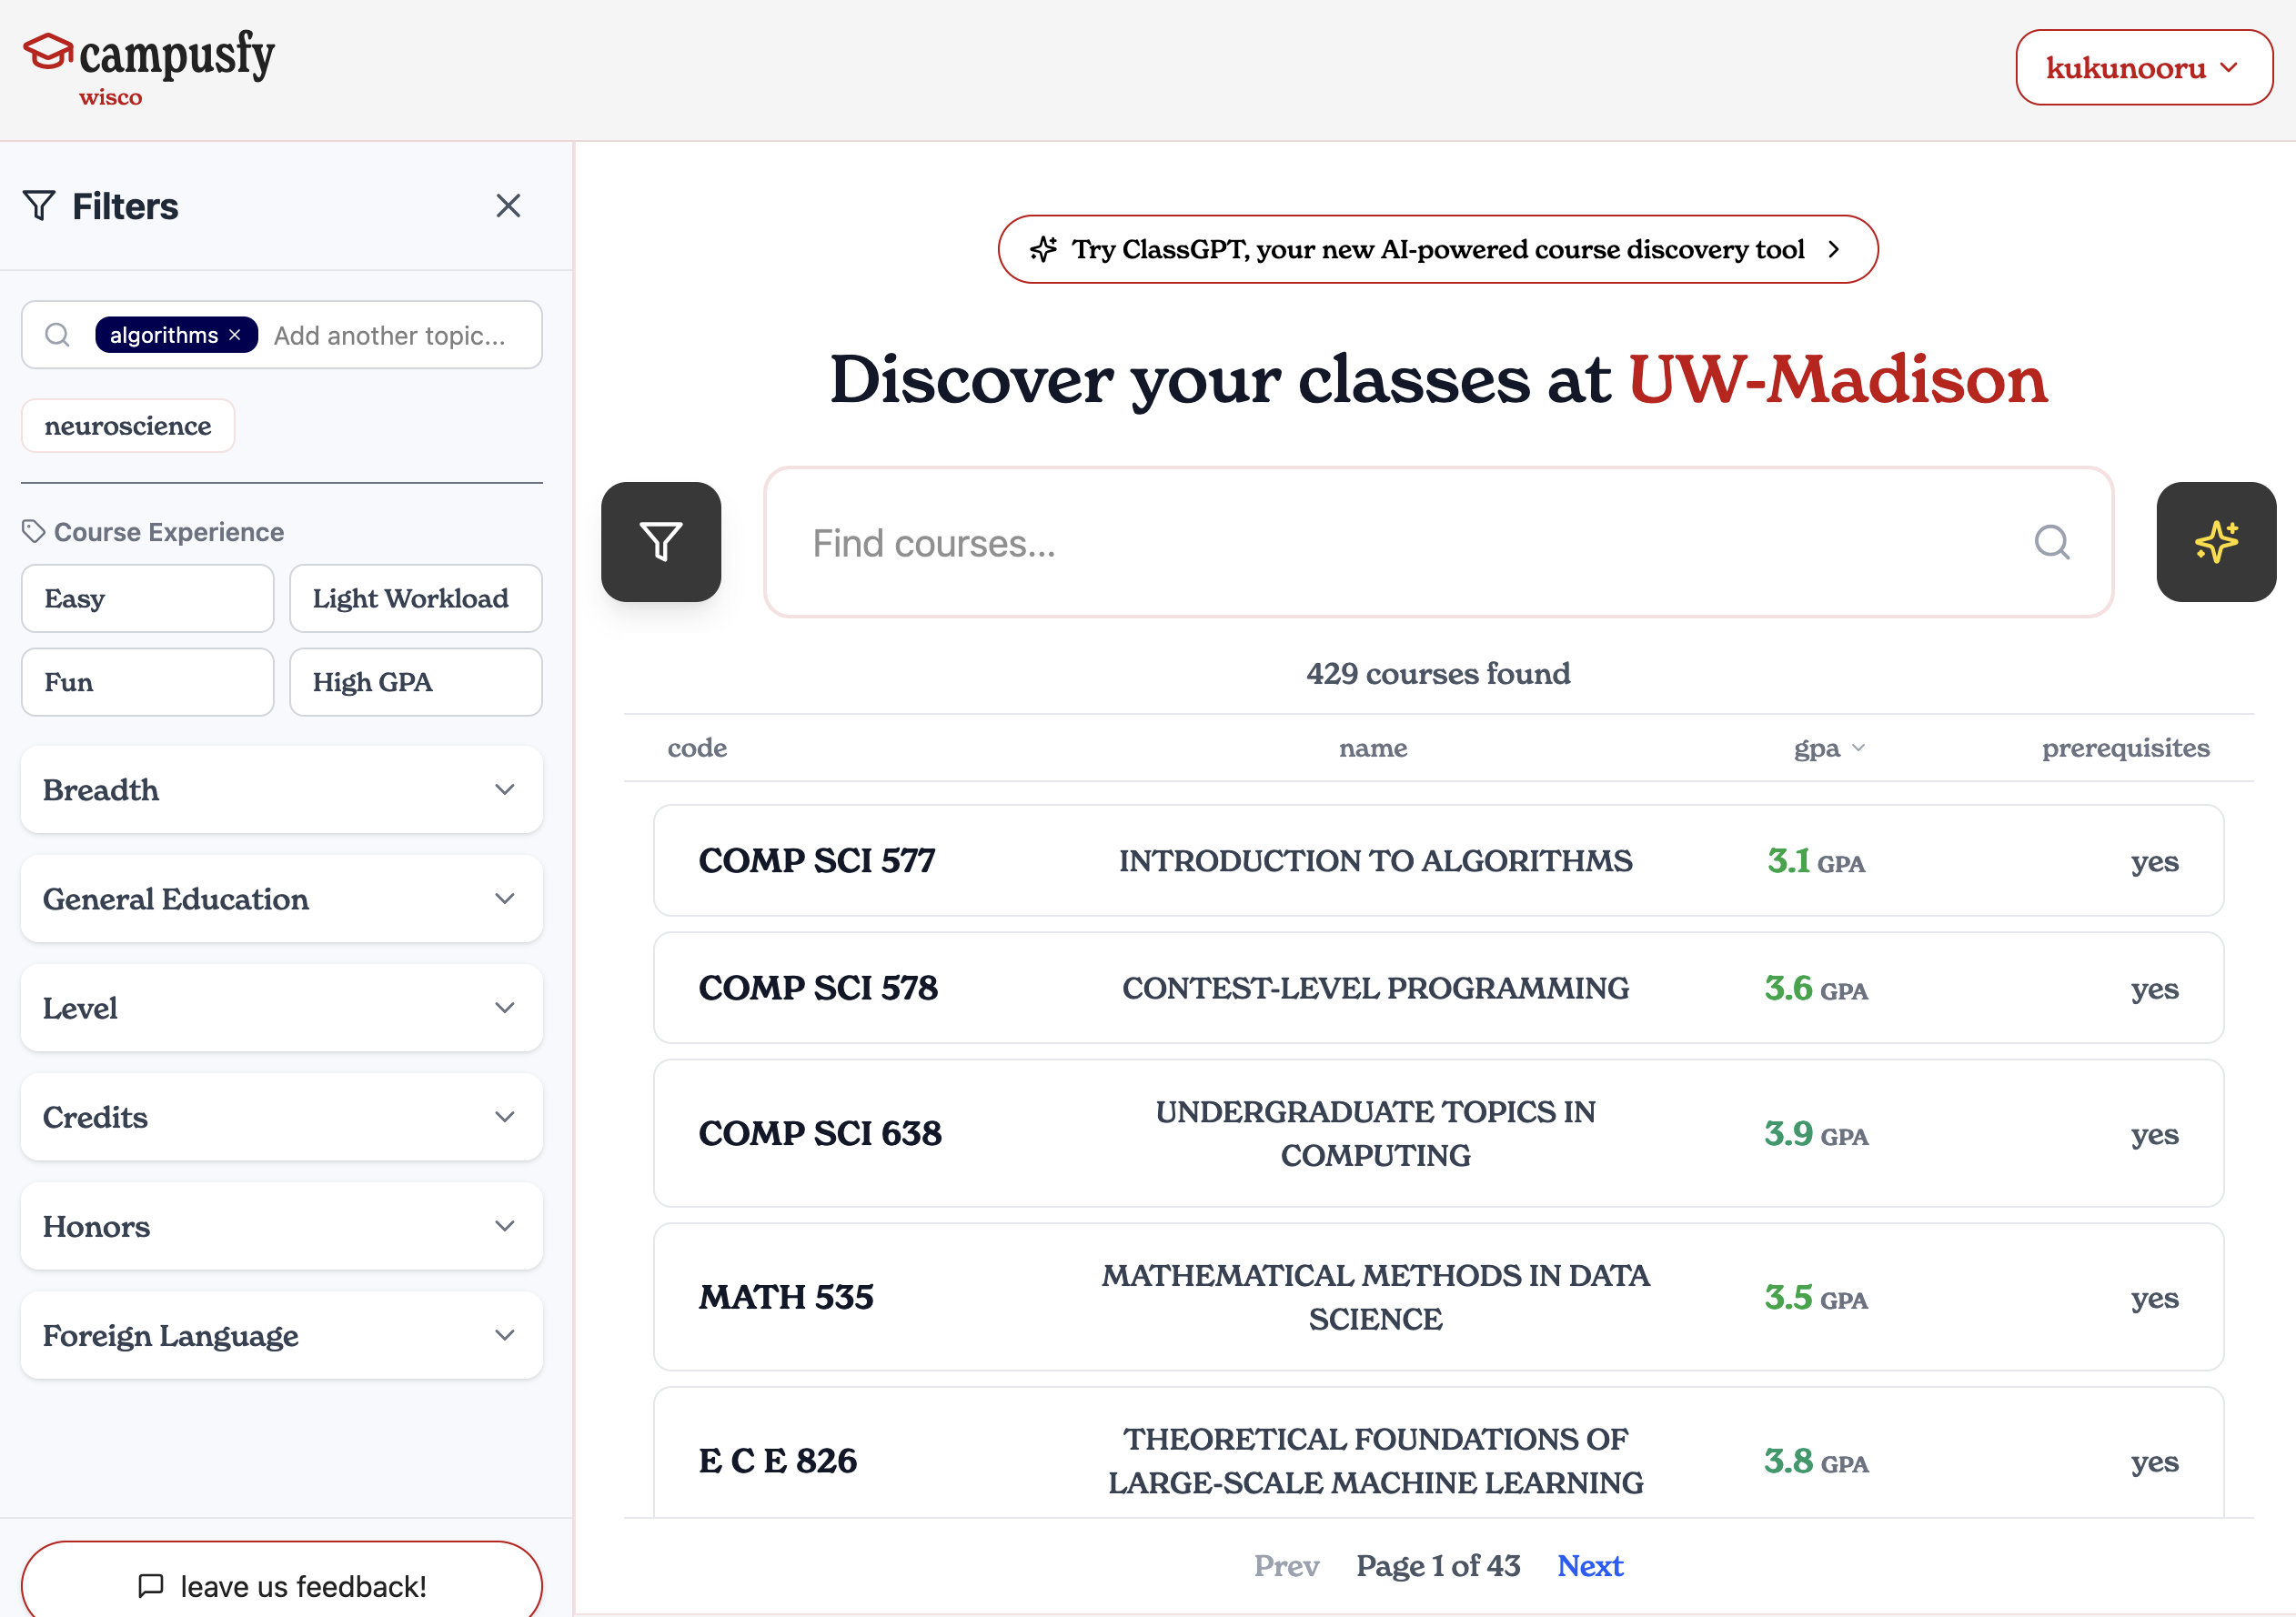 campusfy
wisco
kukunooru
Filters
algorithms
Add another topic...
neuroscience
Course Experience
Easy
Light Workload
Fun
High GPA
Breadth
General Education
Level
Credits
Honors
Foreign Language
leave us feedback!
Try ClassGPT, your new AI-powered course discovery tool
Discover your classes at UW-Madison
Find courses...
429 courses found
code name gpa prerequisites
COMP SCI 577 INTRODUCTION TO ALGORITHMS 3.1 GPA yes
COMP SCI 578 CONTEST-LEVEL PROGRAMMING 3.6 GPA yes
COMP SCI 638 UNDERGRADUATE TOPICS IN
COMPUTING 3.9 GPA yes
MATH 535 MATHEMATICAL METHODS IN DATA
SCIENCE 3.5 GPA yes
E C E 826 THEORETICAL FOUNDATIONS OF
LARGE-SCALE MACHINE LEARNING 3.8 GPA yes
Prev Page 1 of 43 Next